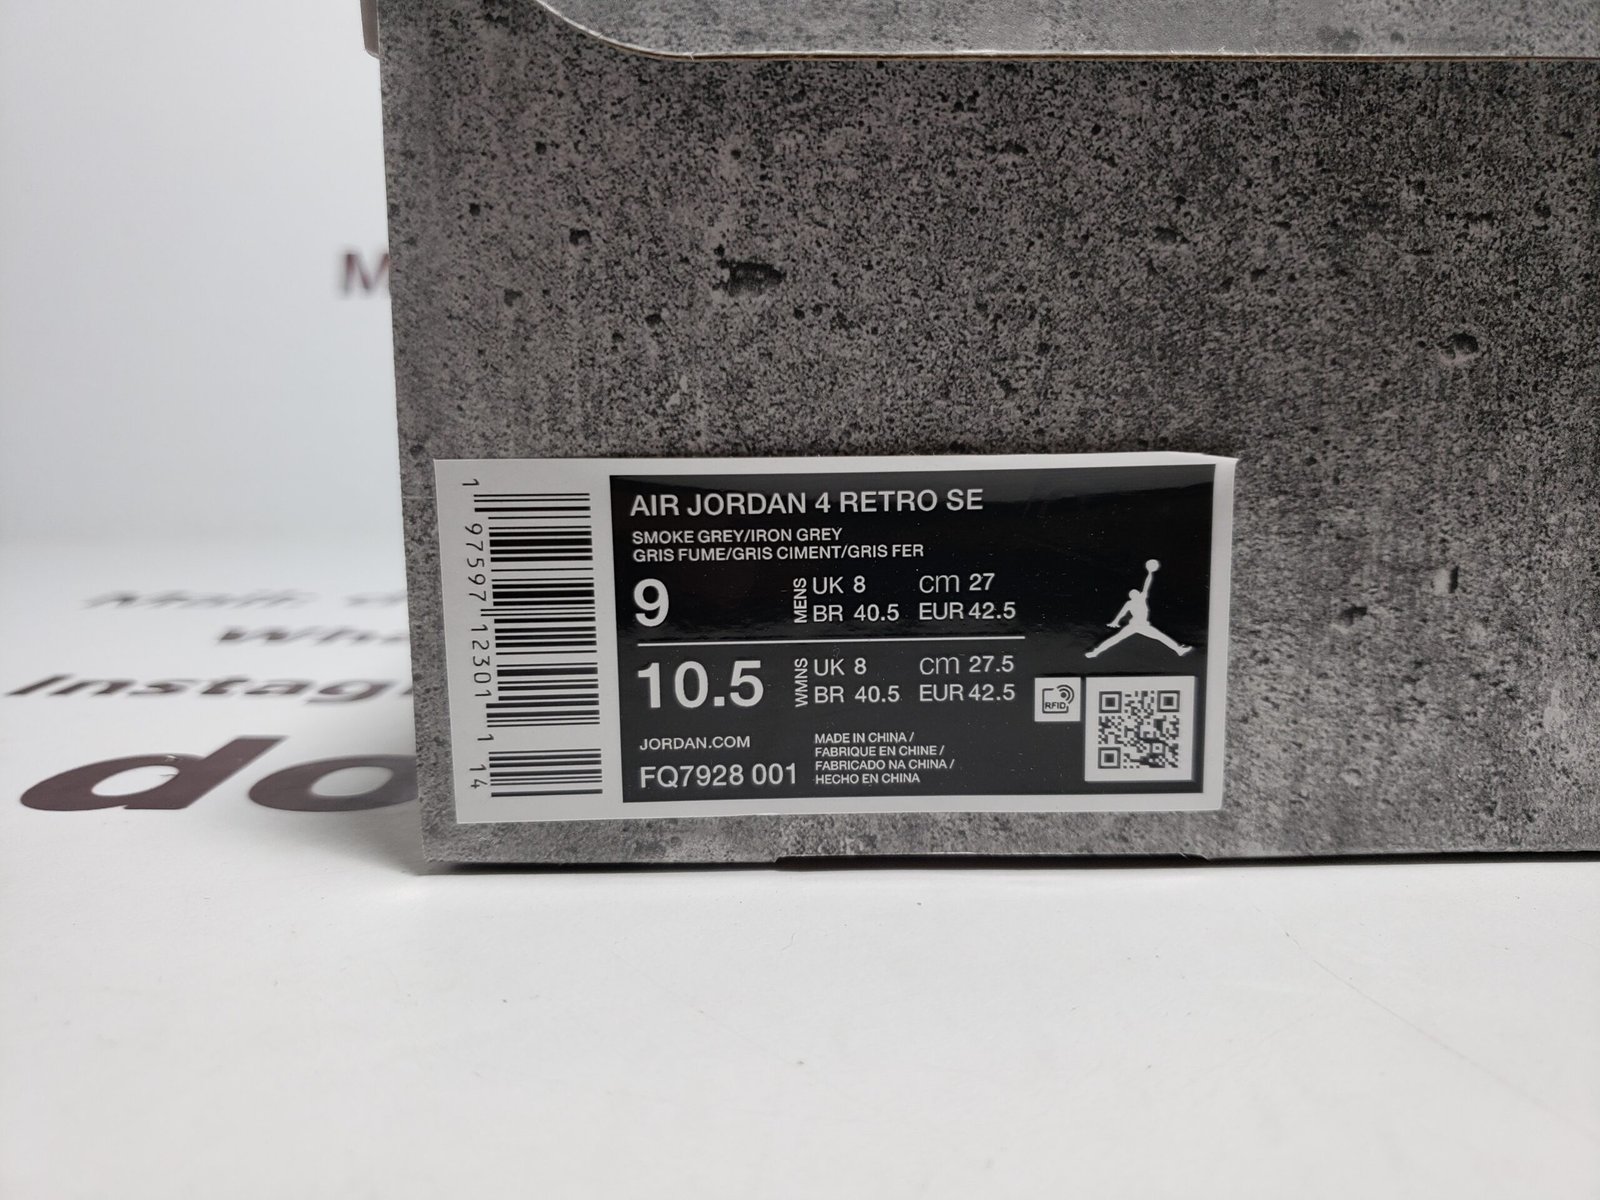 AIR JORDAN 4 RETRO SE
SMOKE GREY/IRON GREY
GRIS FUME/GRIS CIMENT/GRIS FER
9 MENS UK 8 cm 27
BR 40.5 EUR 42.5
10.5 WMNS UK 8 cm 27.5
BR 40.5 EUR 42.5
RFID
JORDAN.COM
FQ7928 001
MADE IN CHINA /
FABRIQUE EN CHINE /
FABRICADO NA CHINA /
HECHO EN CHINA
1 97597 12301 1 14
Mail:
Instag
do